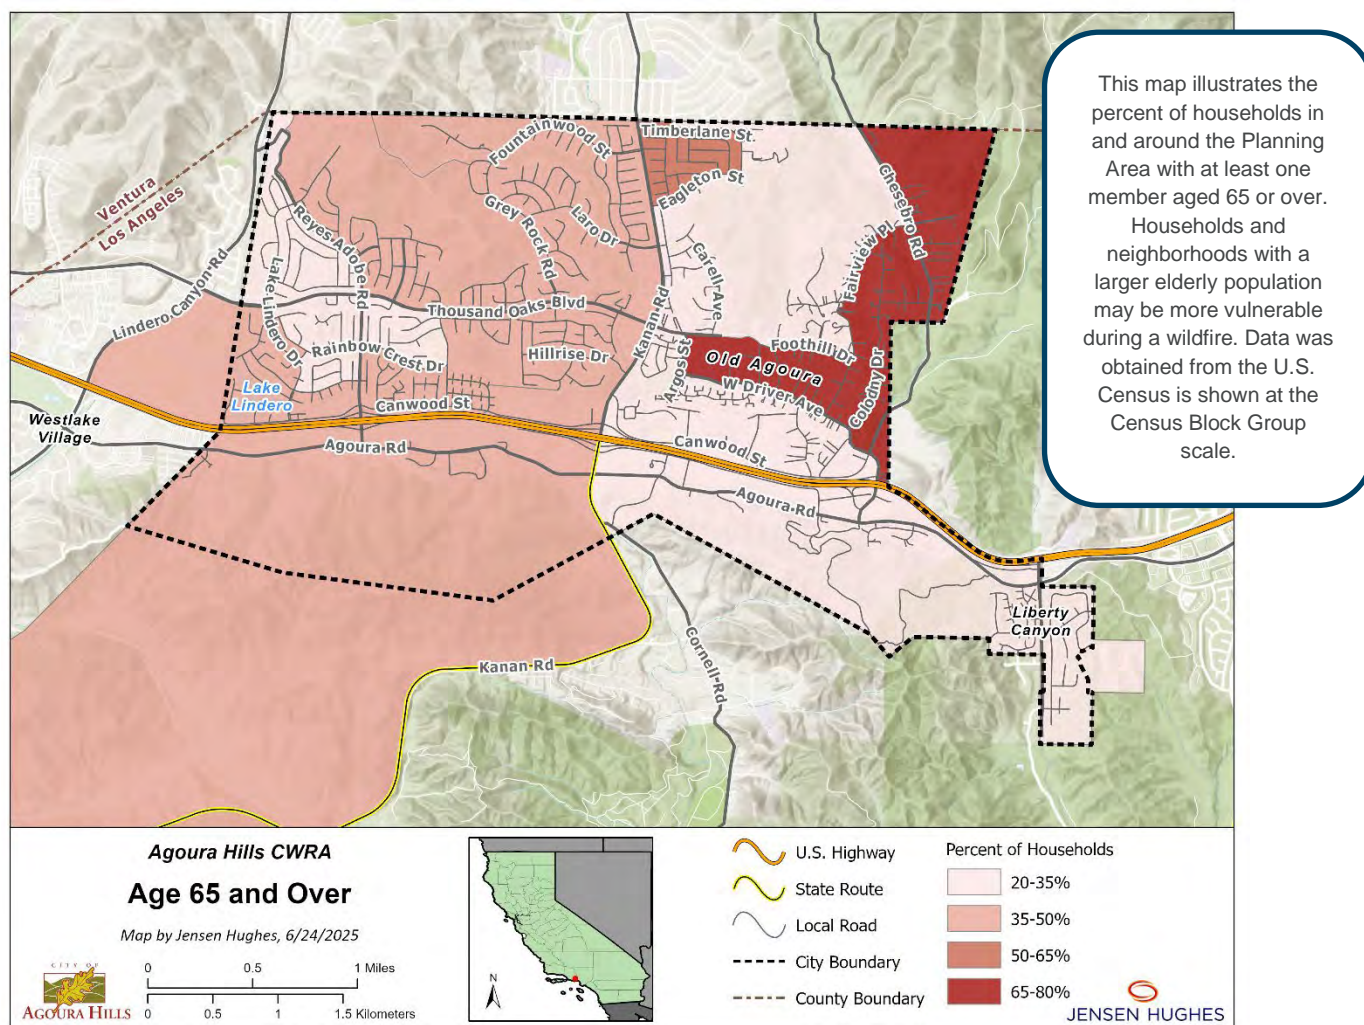 This map illustrates the
percent of households in
and around the Planning
Area with at least one
member aged 65 or over.
Households and
neighborhoods with a
larger elderly population
may be more vulnerable
during a wildfire. Data was
obtained from the U.S.
Census is shown at the
Census Block Group
scale.
Ventura
Los Angeles
Lindero Canyon Rd
Reyes Adobe Rd
Lake Lindero Dr
Fountainwood St
Grey Rock Rd
Laro Dr
Timberlane St.
Eagleton St
Chesebro Rd
Fairview Pl
Carell Ave
Kanan Rd
Thousand Oaks Blvd
Rainbow Crest Dr
Hillrise Dr
Argos St
Old Agoura
Foothill Dr
W Driver Ave
Colodny Dr
Lake
Lindero
Canwood St
Westlake
Village
Agoura Rd
Canwood St
Agoura Rd
Liberty
Canyon
Cornell Rd
Kanan Rd
Agoura Hills CWRA
Age 65 and Over
Map by Jensen Hughes, 6/24/2025
CITY OF
AGOURA HILLS
0 0.5 1 Miles
0 0.5 1 1.5 Kilometers
N
U.S. Highway
State Route
Local Road
City Boundary
County Boundary
Percent of Households
20-35%
35-50%
50-65%
65-80%
JENSEN HUGHES